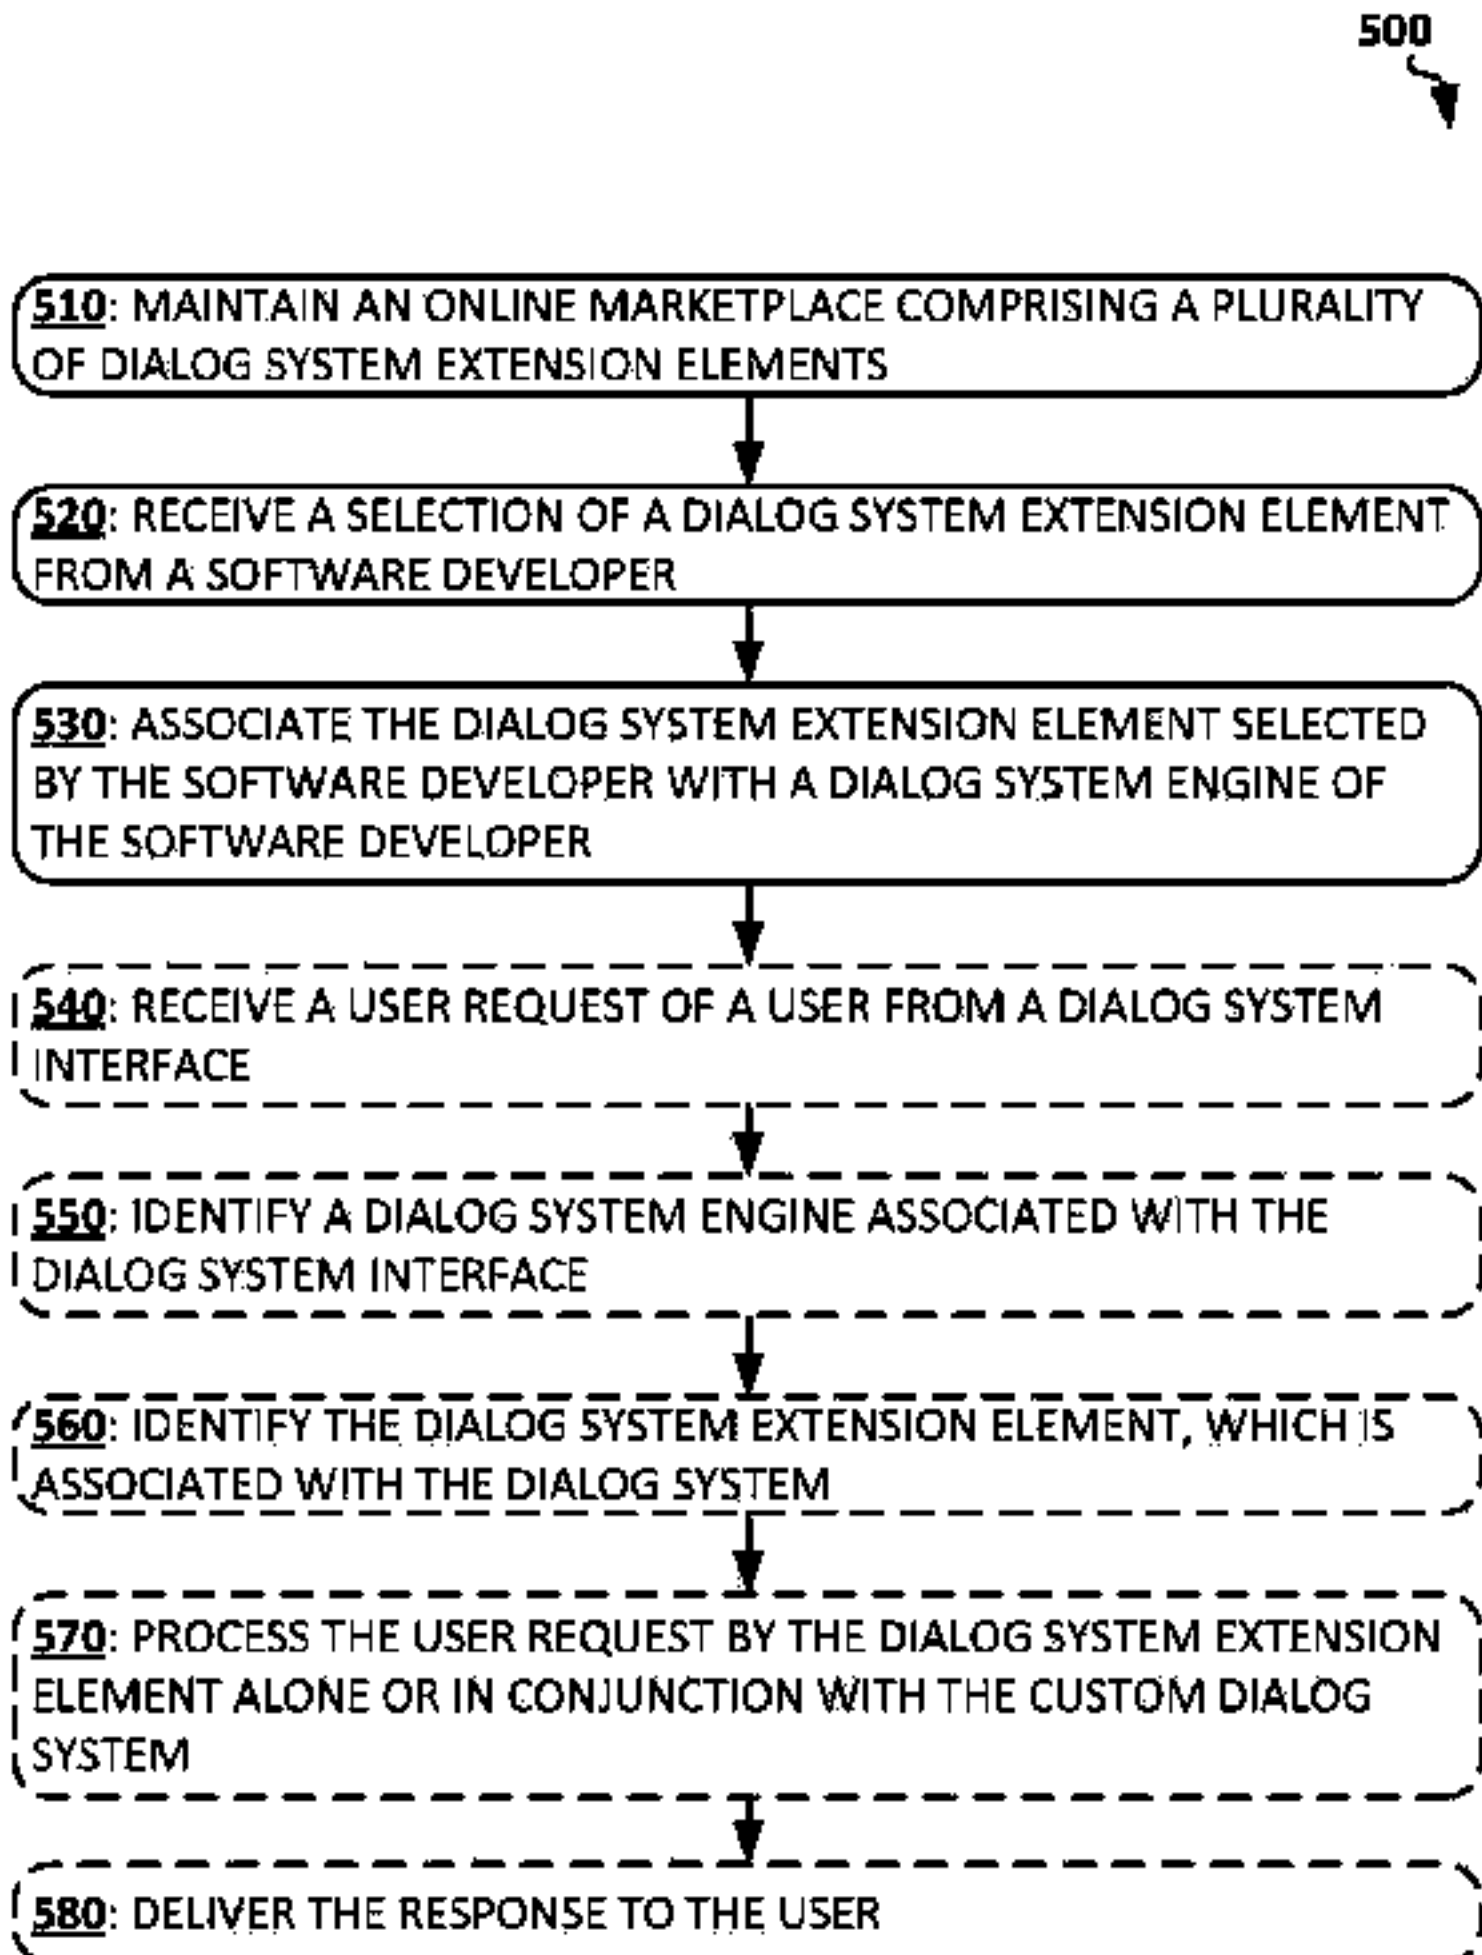 500
510: MAINTAIN AN ONLINE MARKETPLACE COMPRISING A PLURALITY
OF DIALOG SYSTEM EXTENSION ELEMENTS
520: RECEIVE A SELECTION OF A DIALOG SYSTEM EXTENSION ELEMENT
FROM A SOFTWARE DEVELOPER
530: ASSOCIATE THE DIALOG SYSTEM EXTENSION ELEMENT SELECTED
BY THE SOFTWARE DEVELOPER WITH A DIALOG SYSTEM ENGINE OF
THE SOFTWARE DEVELOPER
540: RECEIVE A USER REQUEST OF A USER FROM A DIALOG SYSTEM
INTERFACE
550: IDENTIFY A DIALOG SYSTEM ENGINE ASSOCIATED WITH THE
DIALOG SYSTEM INTERFACE
560: IDENTIFY THE DIALOG SYSTEM EXTENSION ELEMENT, WHICH IS
ASSOCIATED WITH THE DIALOG SYSTEM
570: PROCESS THE USER REQUEST BY THE DIALOG SYSTEM EXTENSION
ELEMENT ALONE OR IN CONJUNCTION WITH THE CUSTOM DIALOG
SYSTEM
580: DELIVER THE RESPONSE TO THE USER